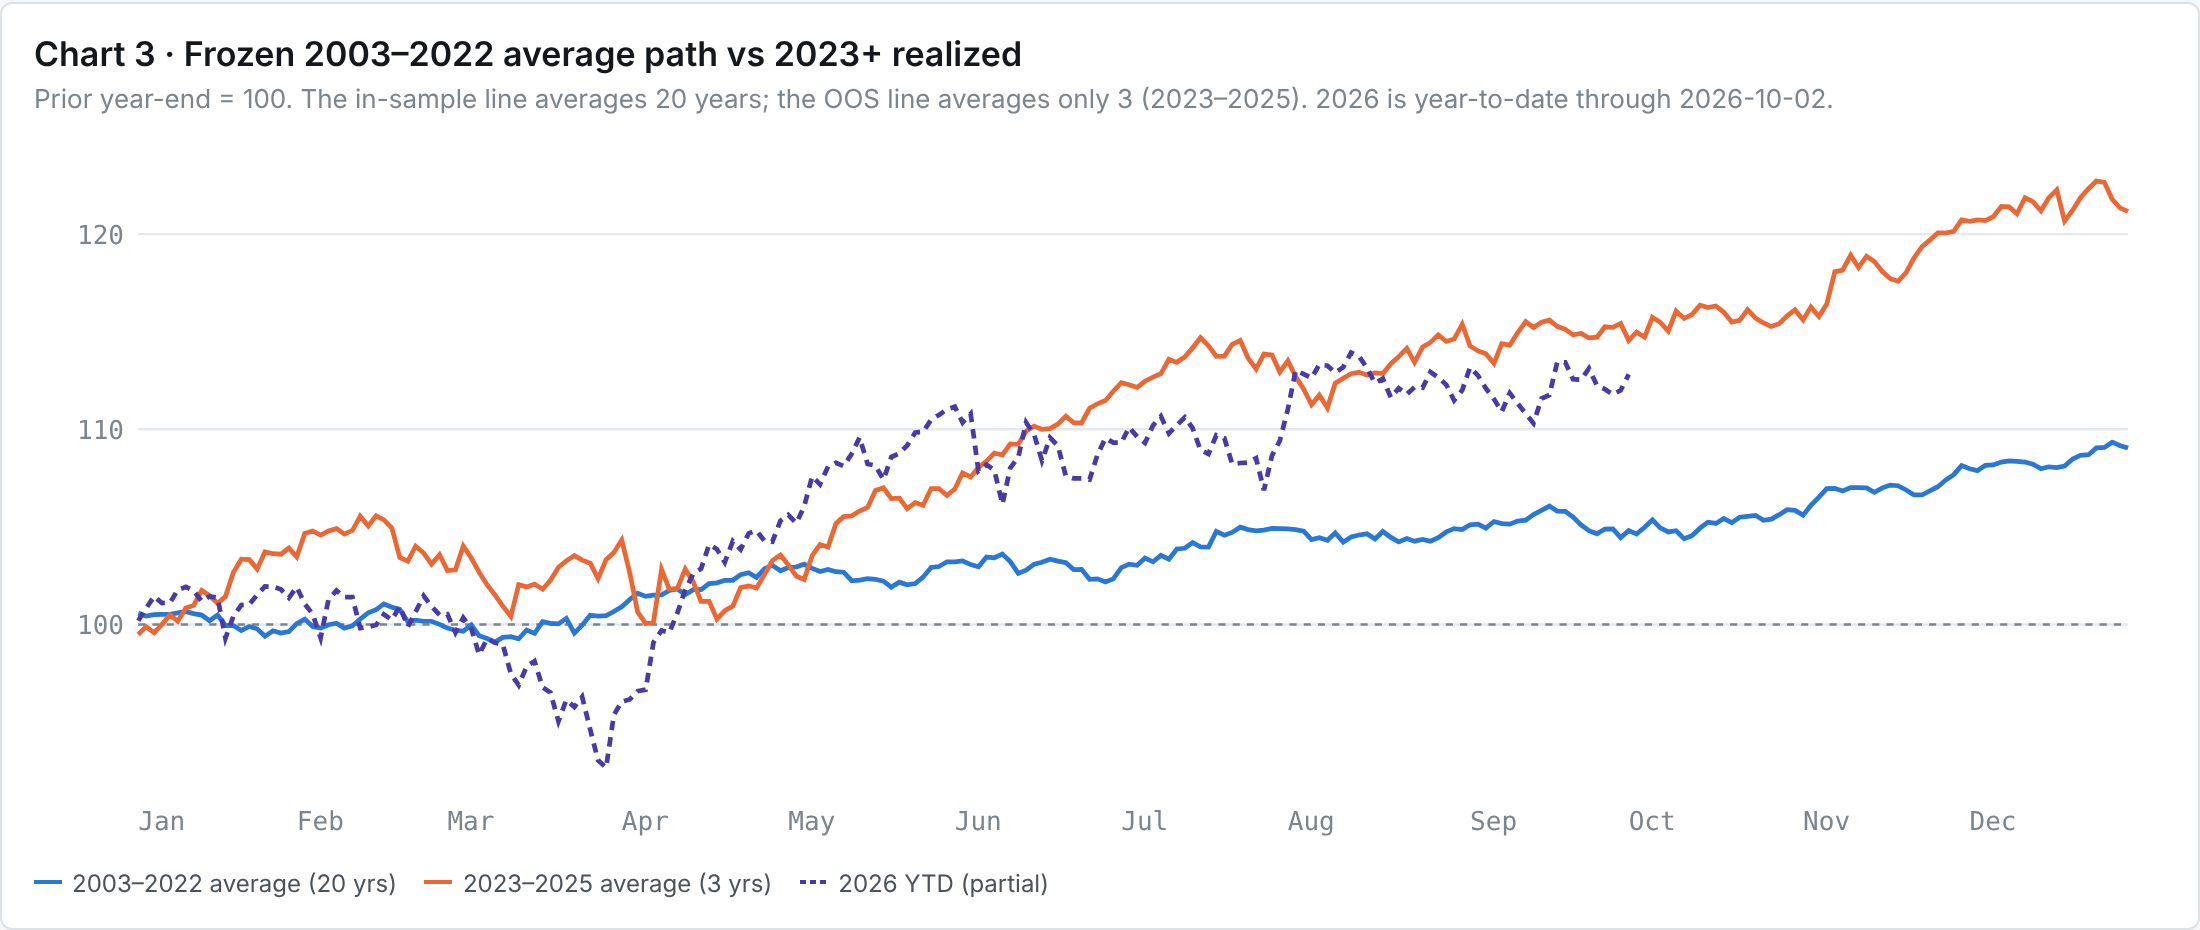 Chart 3 · Frozen 2003–2022 average path vs 2023+ realized
Prior year-end = 100. The in-sample line averages 20 years; the OOS line averages only 3 (2023–2025). 2026 is year-to-date through 2026-10-02.
120
110
100
Jan Feb Mar Apr May Jun Jul Aug Sep Oct Nov Dec
2003–2022 average (20 yrs) 2023–2025 average (3 yrs) 2026 YTD (partial)